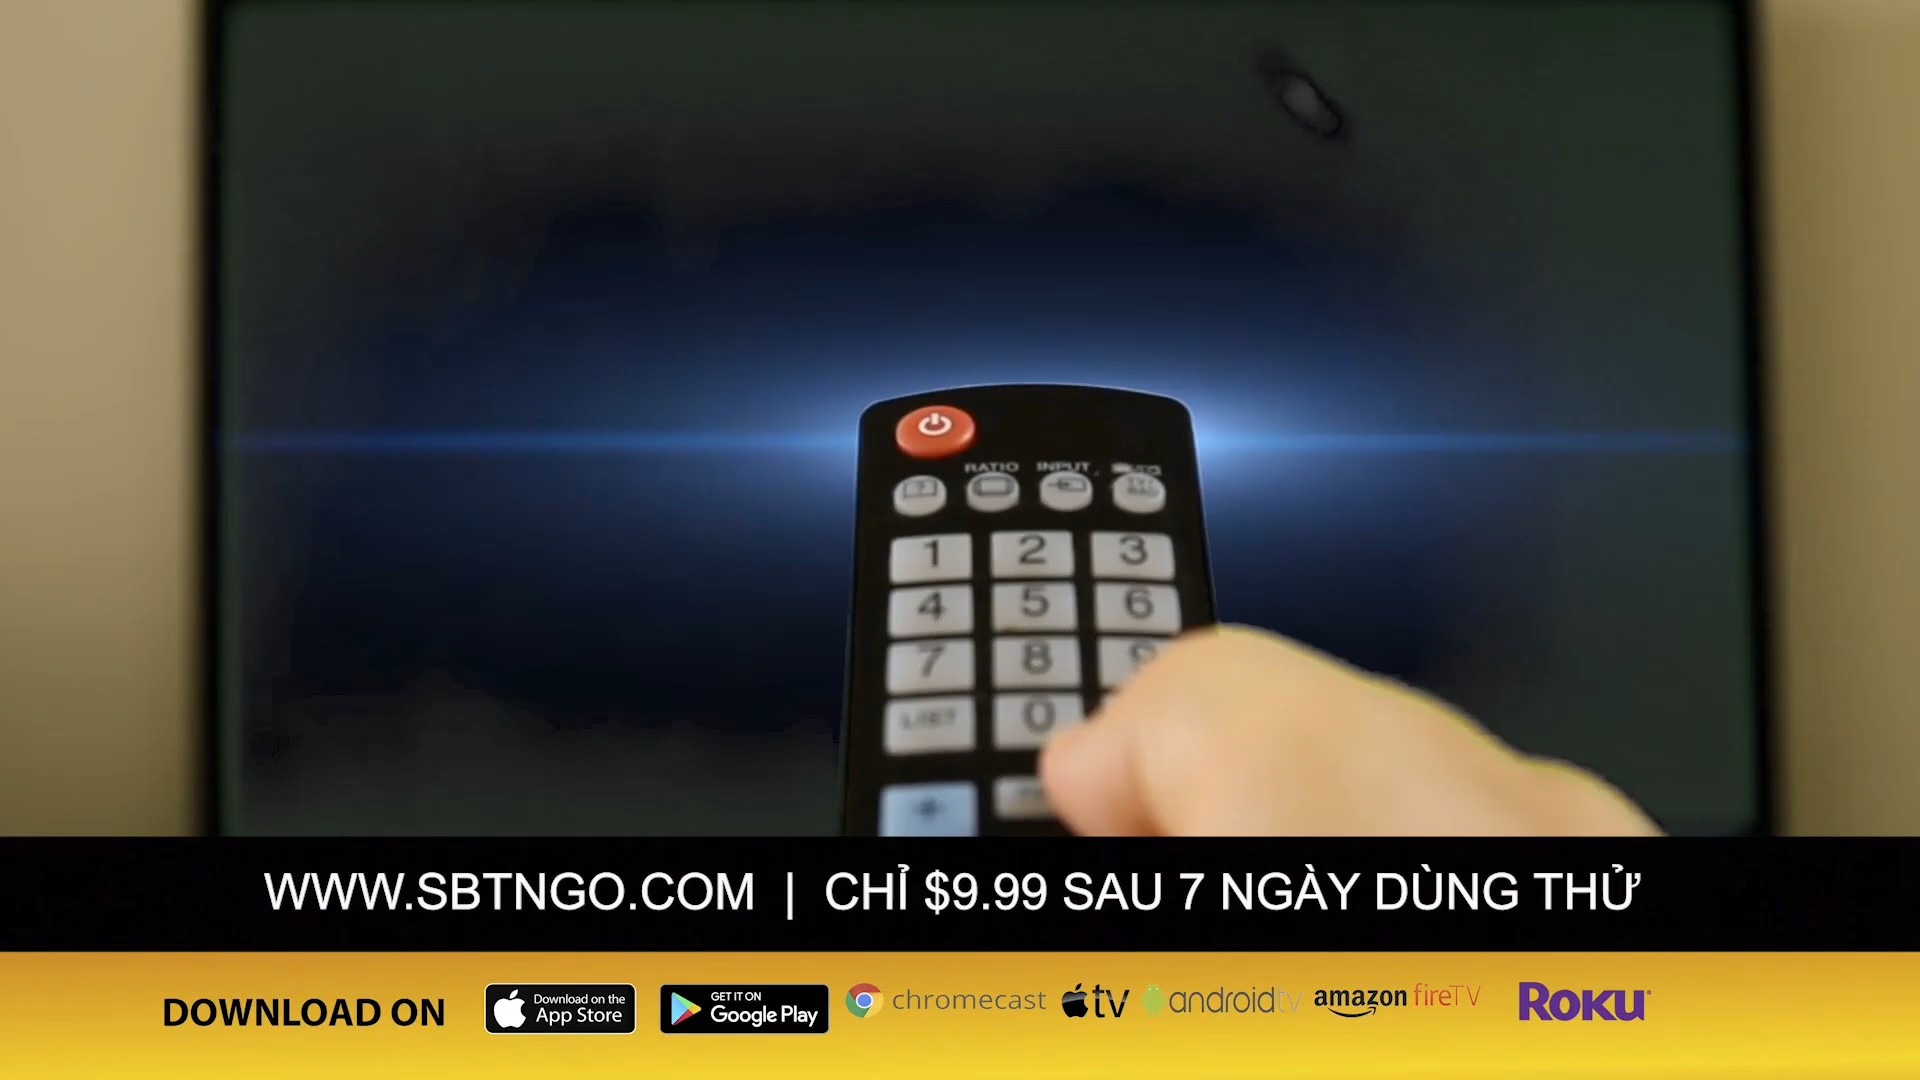 RATIO INPUT
1 2 3
4 5 6
7 8 9
LIST 0
WWW.SBTNGO.COM | CHỈ $9.99 SAU 7 NGÀY DÙNG THỬ
DOWNLOAD ON
Download on the
App Store
GET IT ON
Google Play
chromecast
tv
androidtv
amazon fireTV
ROKU